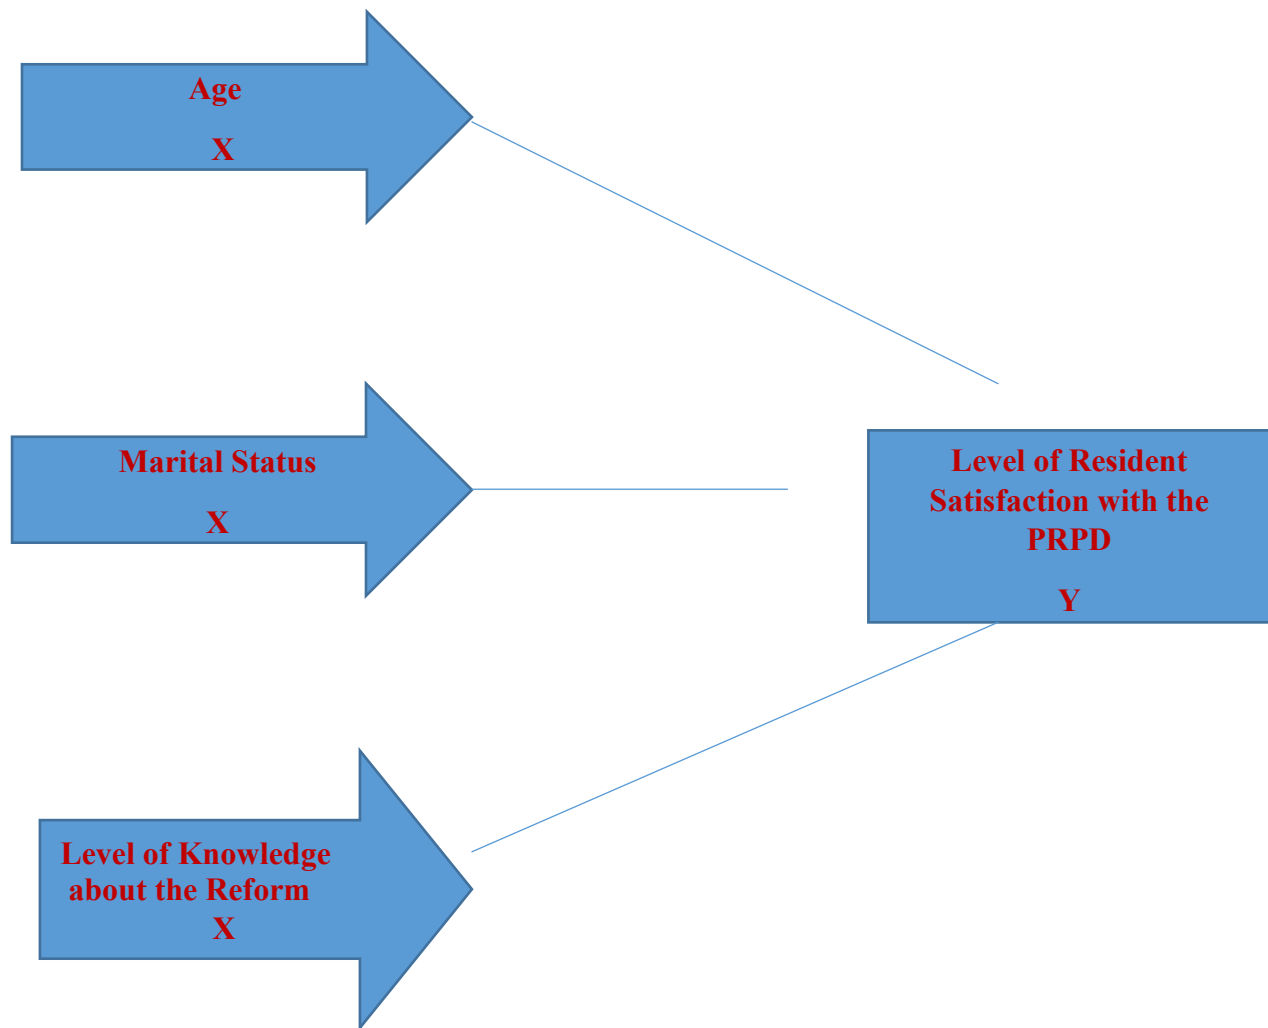 Age
X
Marital Status
X
Level of Resident
Satisfaction with the
PRPD
Y
Level of Knowledge
about the Reform
X